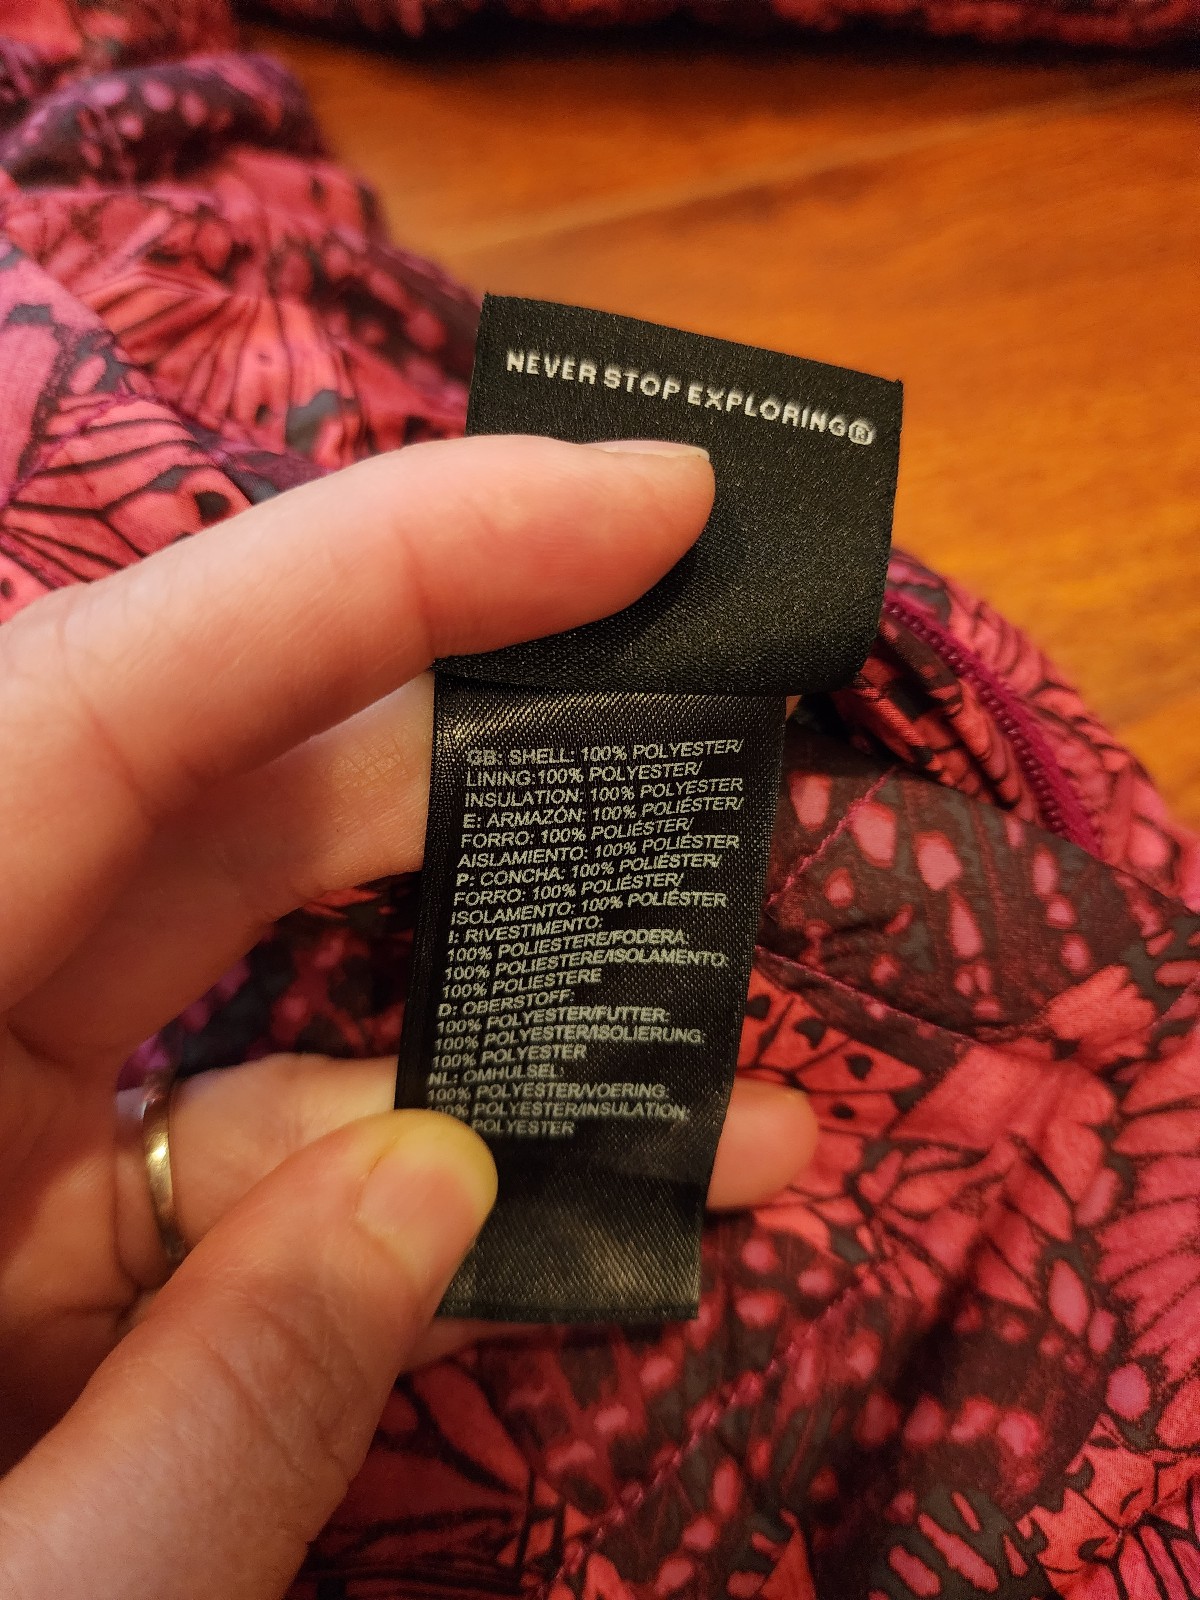 NEVER STOP EXPLORING®
GB: SHELL: 100% POLYESTER/
LINING:100% POLYESTER/
INSULATION: 100% POLYESTER
E: ARMAZÓN: 100% POLIÉSTER/
FORRO: 100% POLIÉSTER/
AISLAMIENTO: 100% POLIÉSTER
P: CONCHA: 100% POLIÉSTER/
FORRO: 100% POLIÉSTER/
ISOLAMENTO: 100% POLIÉSTER
I: RIVESTIMENTO:
100% POLIESTERE/FODERA:
100% POLIESTERE/ISOLAMENTO:
100% POLIESTERE
D: OBERSTOFF:
100% POLYESTER/FUTTER:
100% POLYESTER/ISOLIERUNG:
100% POLYESTER
NL: OMHULSEL:
100% POLYESTER/VOERING:
100% POLYESTER/INSULATION:
POLYESTER